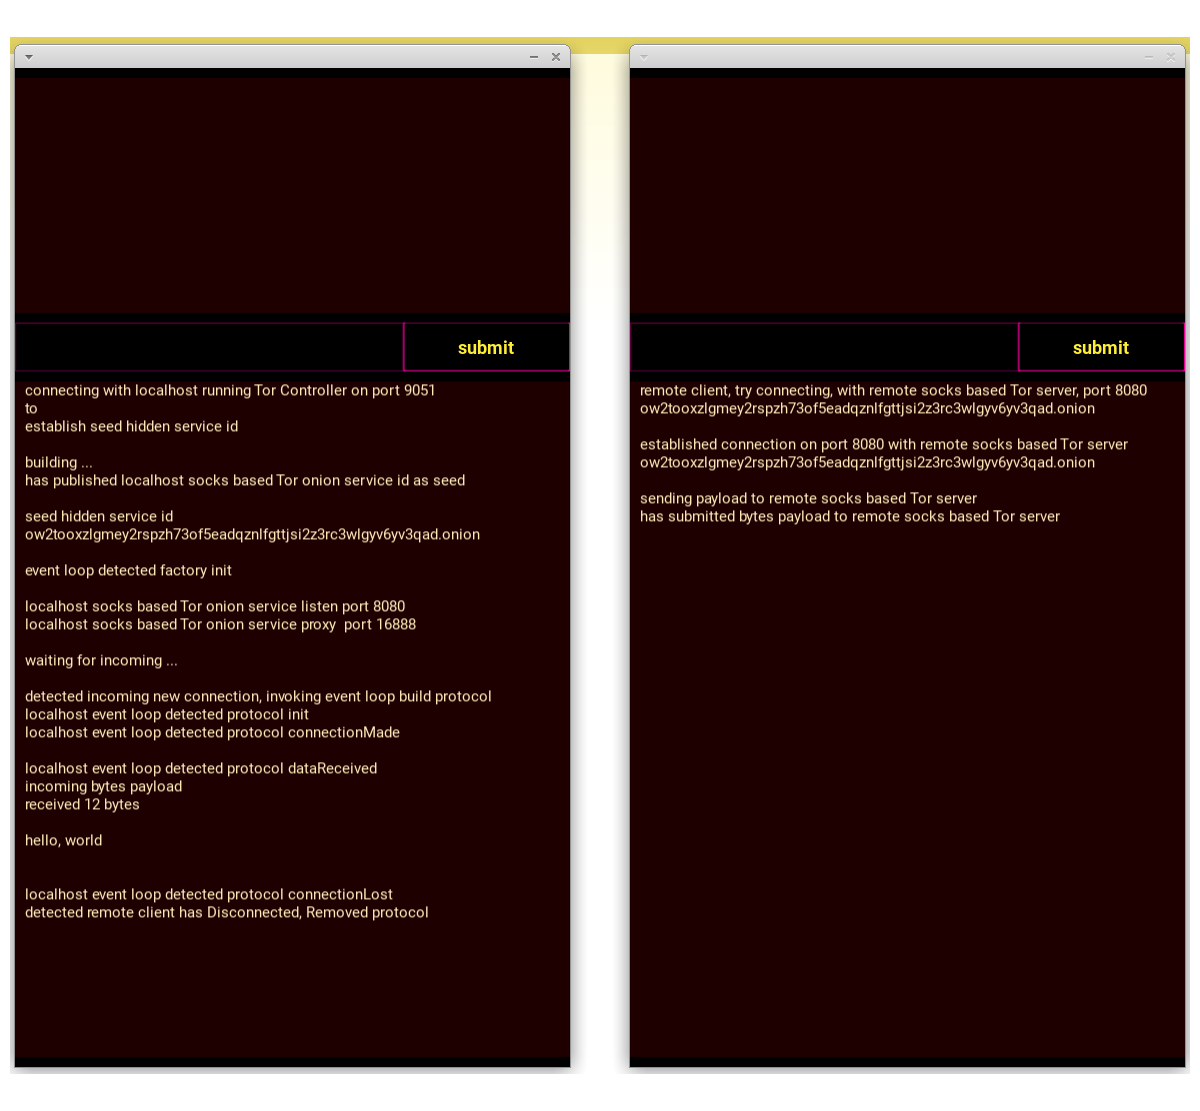 submit
connecting with localhost running Tor Controller on port 9051
to
establish seed hidden service id
building ...
has published localhost socks based Tor onion service id as seed
seed hidden service id
ow2tooxzlgmey2rspzh73of5eadqznlfgttjsi2z3rc3wlgyv6yv3qad.onion
event loop detected factory init
localhost socks based Tor onion service listen port 8080
localhost socks based Tor onion service proxy  port 16888
waiting for incoming ...
detected incoming new connection, invoking event loop build protocol
localhost event loop detected protocol init
localhost event loop detected protocol connectionMade
localhost event loop detected protocol dataReceived
incoming bytes payload
received 12 bytes
hello, world
localhost event loop detected protocol connectionLost
detected remote client has Disconnected, Removed protocol
submit
remote client, try connecting, with remote socks based Tor server, port 8080
ow2tooxzlgmey2rspzh73of5eadqznlfgttjsi2z3rc3wlgyv6yv3qad.onion
established connection on port 8080 with remote socks based Tor server
ow2tooxzlgmey2rspzh73of5eadqznlfgttjsi2z3rc3wlgyv6yv3qad.onion
sending payload to remote socks based Tor server
has submitted bytes payload to remote socks based Tor server